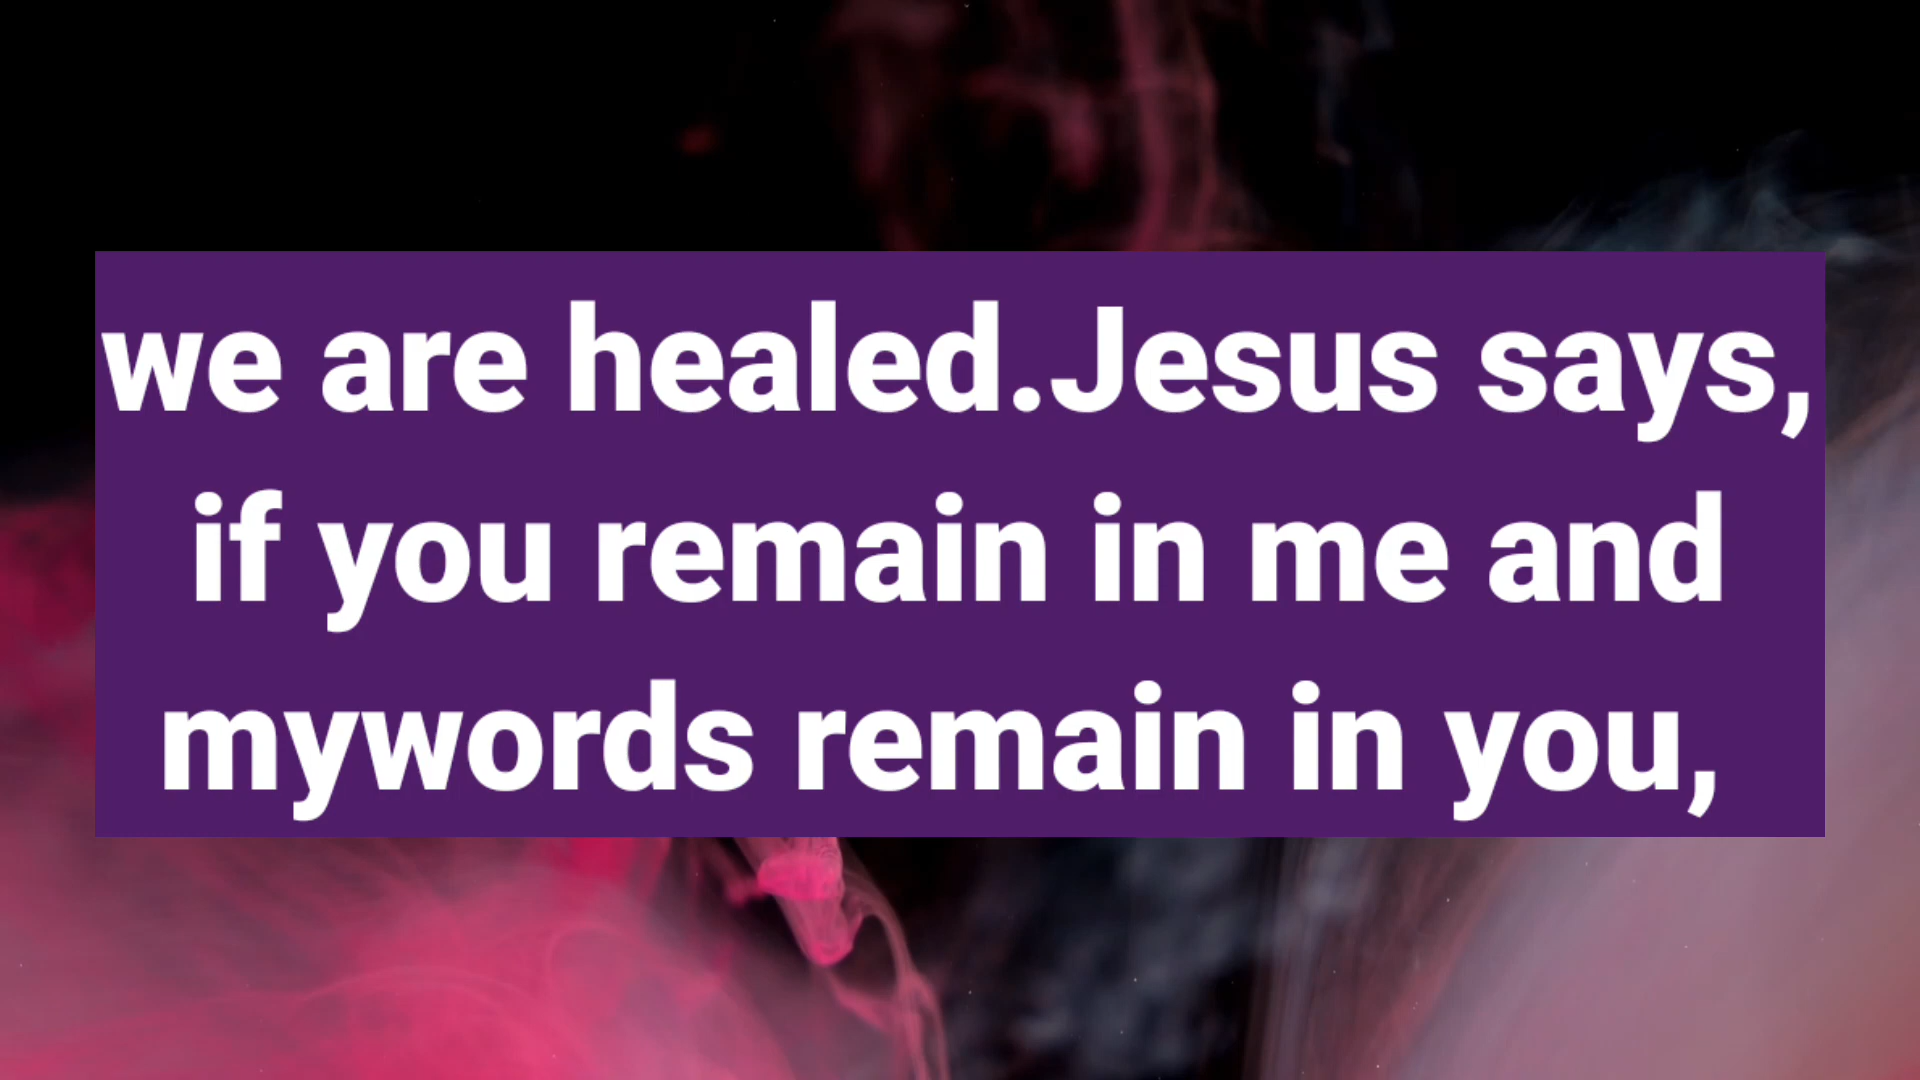 we are healed.Jesus says,
if you remain in me and
mywords remain in you,